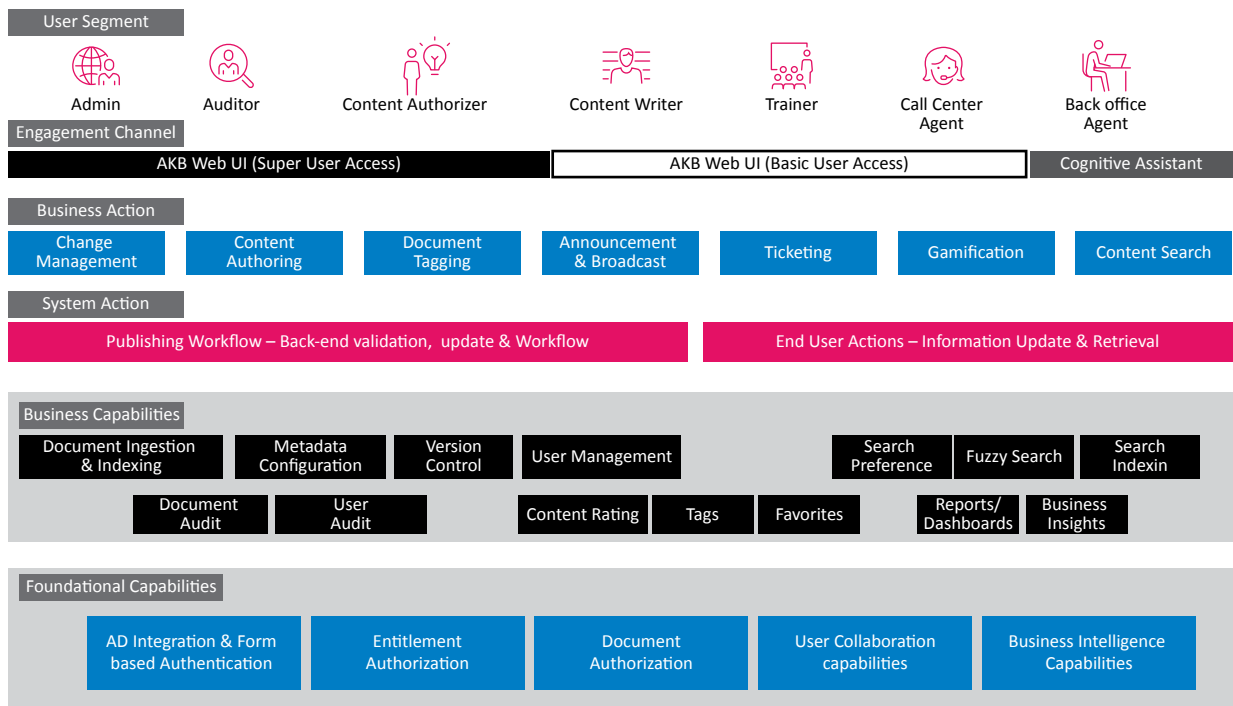 User Segment
Admin
Auditor
Content Authorizer
Content Writer
Trainer
Call Center
Agent
Back office
Agent
Engagement Channel
AKB Web UI (Super User Access)
AKB Web UI (Basic User Access)
Cognitive Assistant
Business Action
Change
Management
Content
Authoring
Document
Tagging
Announcement
& Broadcast
Ticketing
Gamification
Content Search
System Action
Publishing Workflow – Back-end validation, update & Workflow
End User Actions – Information Update & Retrieval
Business Capabilities
Document Ingestion
& Indexing
Metadata
Configuration
Version
Control
User Management
Search
Preference
Fuzzy Search
Search
Indexin
Document
Audit
User
Audit
Content Rating
Tags
Favorites
Reports/
Dashboards
Business
Insights
Foundational Capabilities
AD Integration & Form
based Authentication
Entitlement
Authorization
Document
Authorization
User Collaboration
capabilities
Business Intelligence
Capabilities